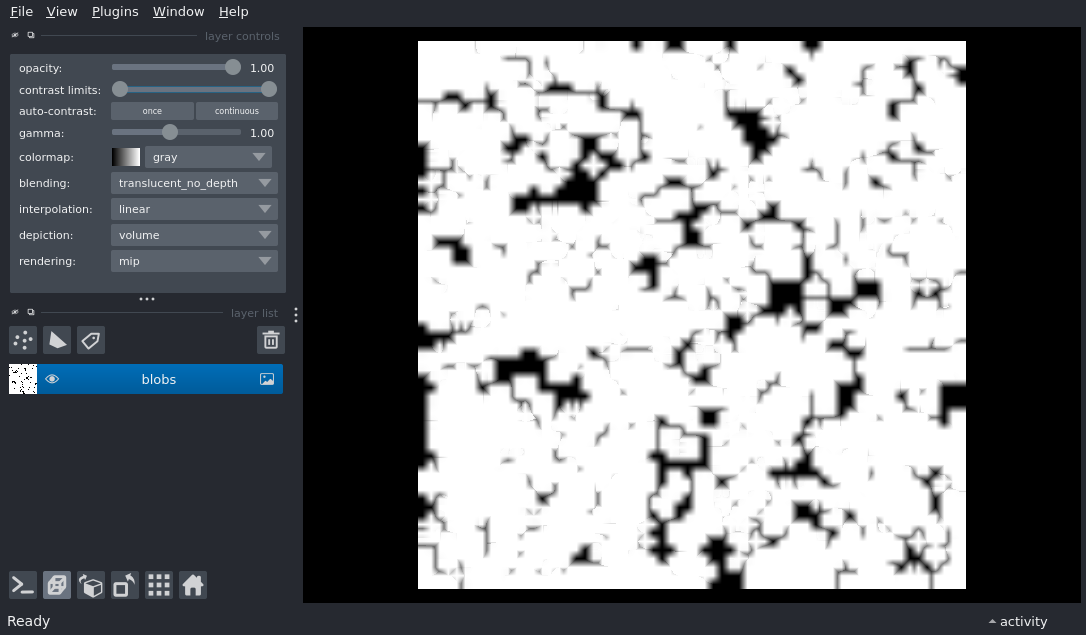 File View Plugins Window Help
layer controls
opacity: 1.00
contrast limits:
auto-contrast: once continuous
gamma: 1.00
colormap: gray
blending: translucent_no_depth
interpolation: linear
depiction: volume
rendering: mip
layer list
blobs
Ready activity